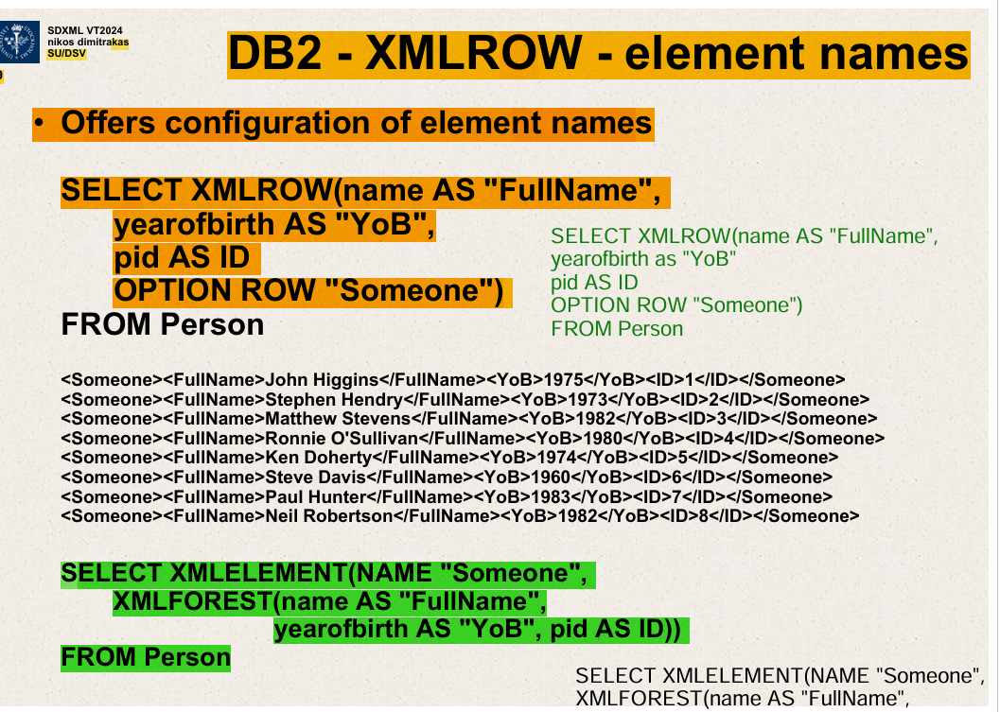 SDXML VT2024
nikos dimitrakas
SU/DSV
9
DB2 - XMLROW - element names
• Offers configuration of element names
SELECT XMLROW(name AS "FullName",
yearofbirth AS "YoB",
pid AS ID
OPTION ROW "Someone")
FROM Person
SELECT XMLROW(name AS "FullName",
yearofbirth as "YoB"
pid AS ID
OPTION ROW "Someone")
FROM Person
<Someone><FullName>John Higgins</FullName><YoB>1975</YoB><ID>1</ID></Someone>
<Someone><FullName>Stephen Hendry</FullName><YoB>1973</YoB><ID>2</ID></Someone>
<Someone><FullName>Matthew Stevens</FullName><YoB>1982</YoB><ID>3</ID></Someone>
<Someone><FullName>Ronnie O'Sullivan</FullName><YoB>1980</YoB><ID>4</ID></Someone>
<Someone><FullName>Ken Doherty</FullName><YoB>1974</YoB><ID>5</ID></Someone>
<Someone><FullName>Steve Davis</FullName><YoB>1960</YoB><ID>6</ID></Someone>
<Someone><FullName>Paul Hunter</FullName><YoB>1983</YoB><ID>7</ID></Someone>
<Someone><FullName>Neil Robertson</FullName><YoB>1982</YoB><ID>8</ID></Someone>
SELECT XMLELEMENT(NAME "Someone",
XMLFOREST(name AS "FullName",
yearofbirth AS "YoB", pid AS ID))
FROM Person
SELECT XMLELEMENT(NAME "Someone",
XMLFOREST(name AS "FullName",